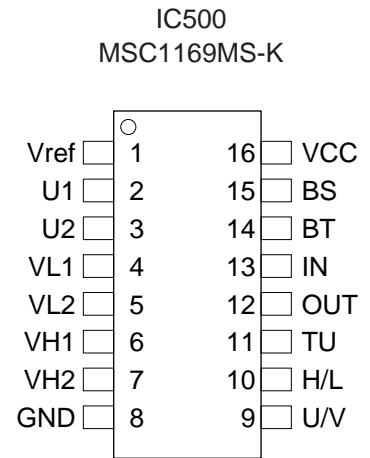 IC500
MSC1169MS-K
Vref 1 16 VCC
U1 2 15 BS
U2 3 14 BT
VL1 4 13 IN
VL2 5 12 OUT
VH1 6 11 TU
VH2 7 10 H/L
GND 8 9 U/V